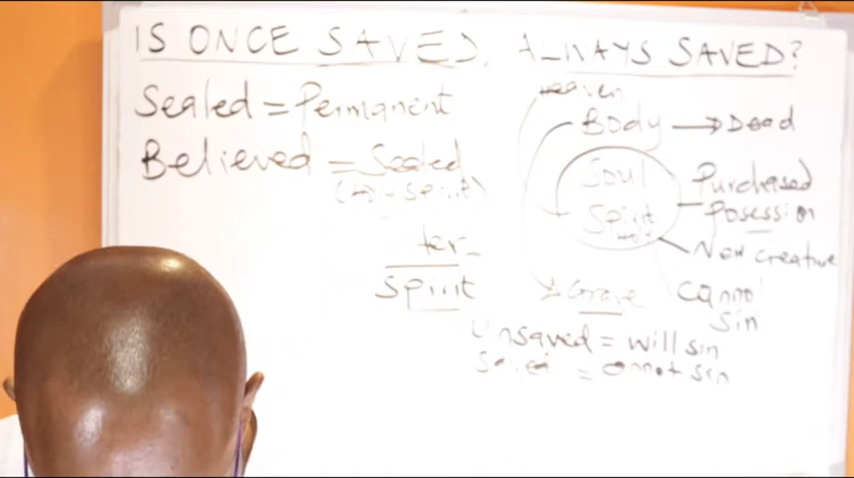 IS ONCE SAVED, ALWAYS SAVED?
Sealed = Permanent
Believed = Sealed
Spirit
Heaven
Body → Dead
Soul
Spirit
Purchased
Posession
New creature
Cannot
Sin
Grave
Unsaved = will sin
Saved = cannot sin